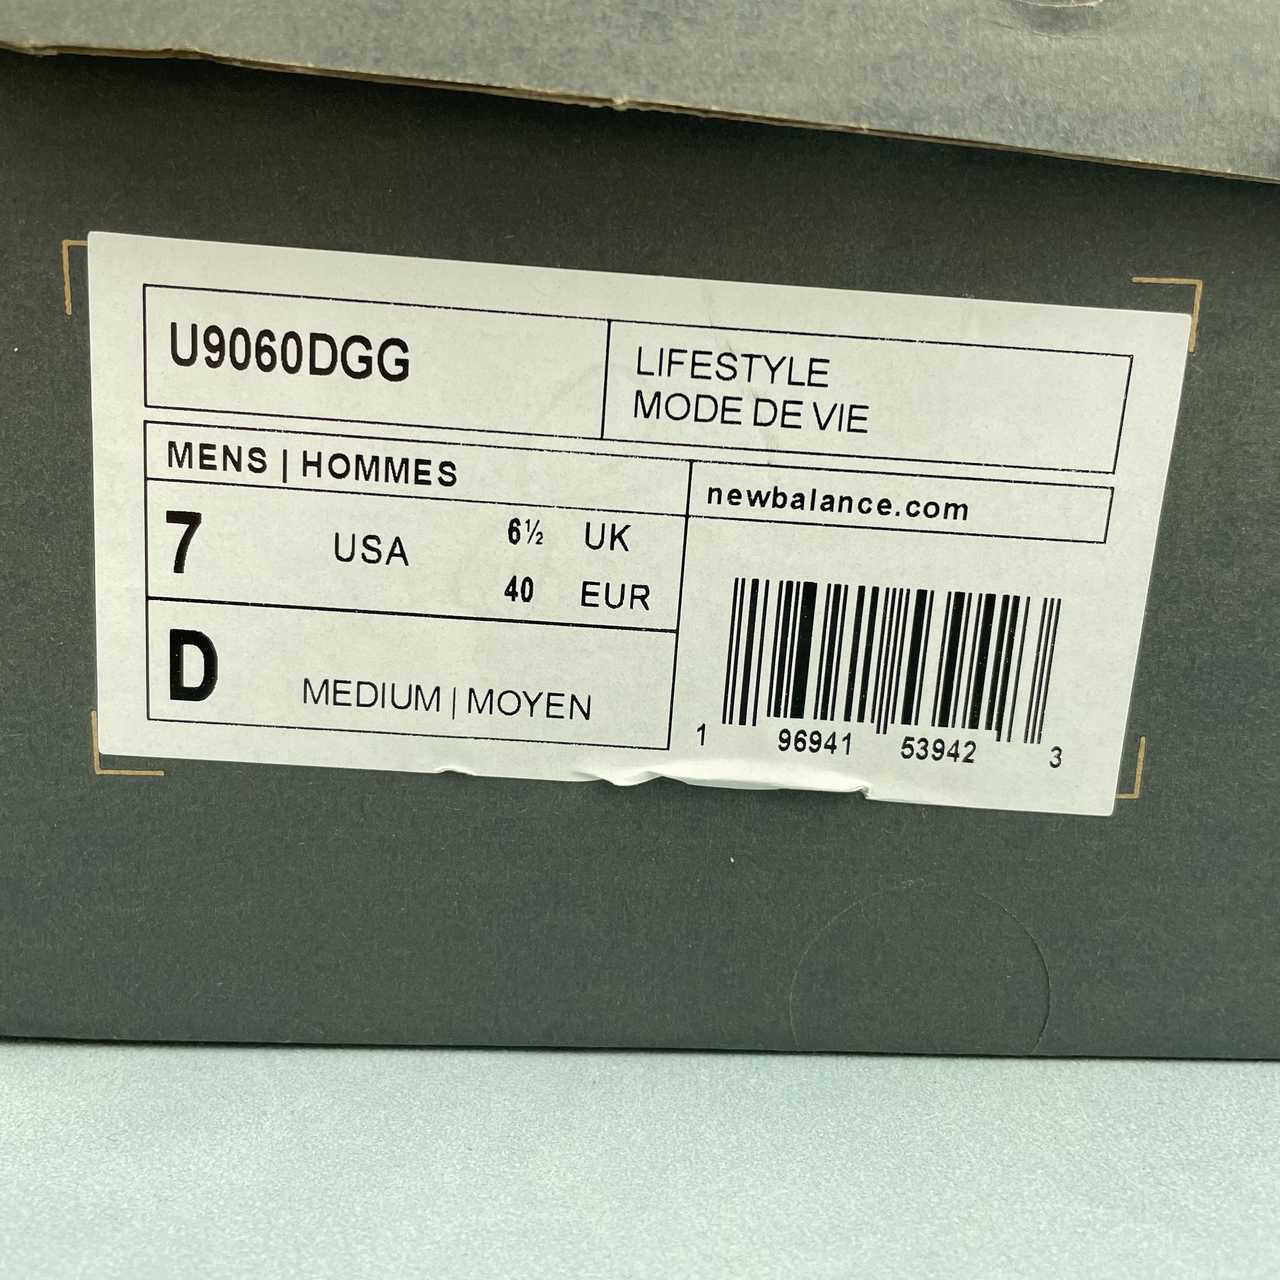 U9060DGG
LIFESTYLE
MODE DE VIE
MENS | HOMMES
newbalance.com
7 USA 6½ UK
40 EUR
D MEDIUM | MOYEN
1 96941 53942 3